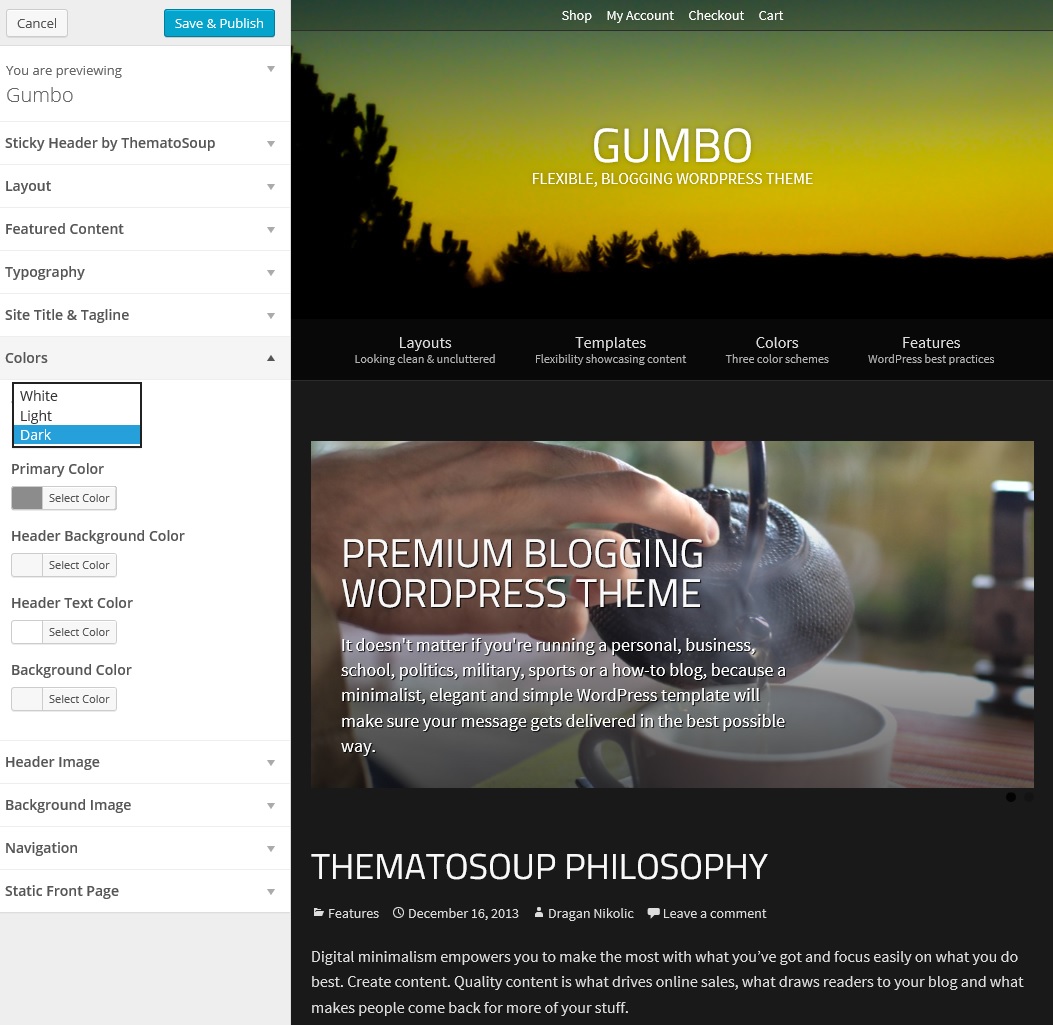 Cancel
Save & Publish
You are previewing
Gumbo
Sticky Header by ThematoSoup
Layout
Featured Content
Typography
Site Title & Tagline
Colors
White
Light
Dark
Primary Color
Select Color
Header Background Color
Select Color
Header Text Color
Select Color
Background Color
Select Color
Header Image
Background Image
Navigation
Static Front Page
Shop My Account Checkout Cart
GUMBO
FLEXIBLE, BLOGGING WORDPRESS THEME
Layouts Templates Colors Features
Looking clean & uncluttered Flexibility showcasing content Three color schemes WordPress best practices
PREMIUM BLOGGING
WORDPRESS THEME
It doesn't matter if you're running a personal, business,
school, politics, military, sports or a how-to blog, because a
minimalist, elegant and simple WordPress template will
make sure your message gets delivered in the best possible
way.
THEMATOSOUP PHILOSOPHY
Features December 16, 2013 Dragan Nikolic Leave a comment
Digital minimalism empowers you to make the most with what you’ve got and focus easily on what you do
best. Create content. Quality content is what drives online sales, what draws readers to your blog and what
makes people come back for more of your stuff.